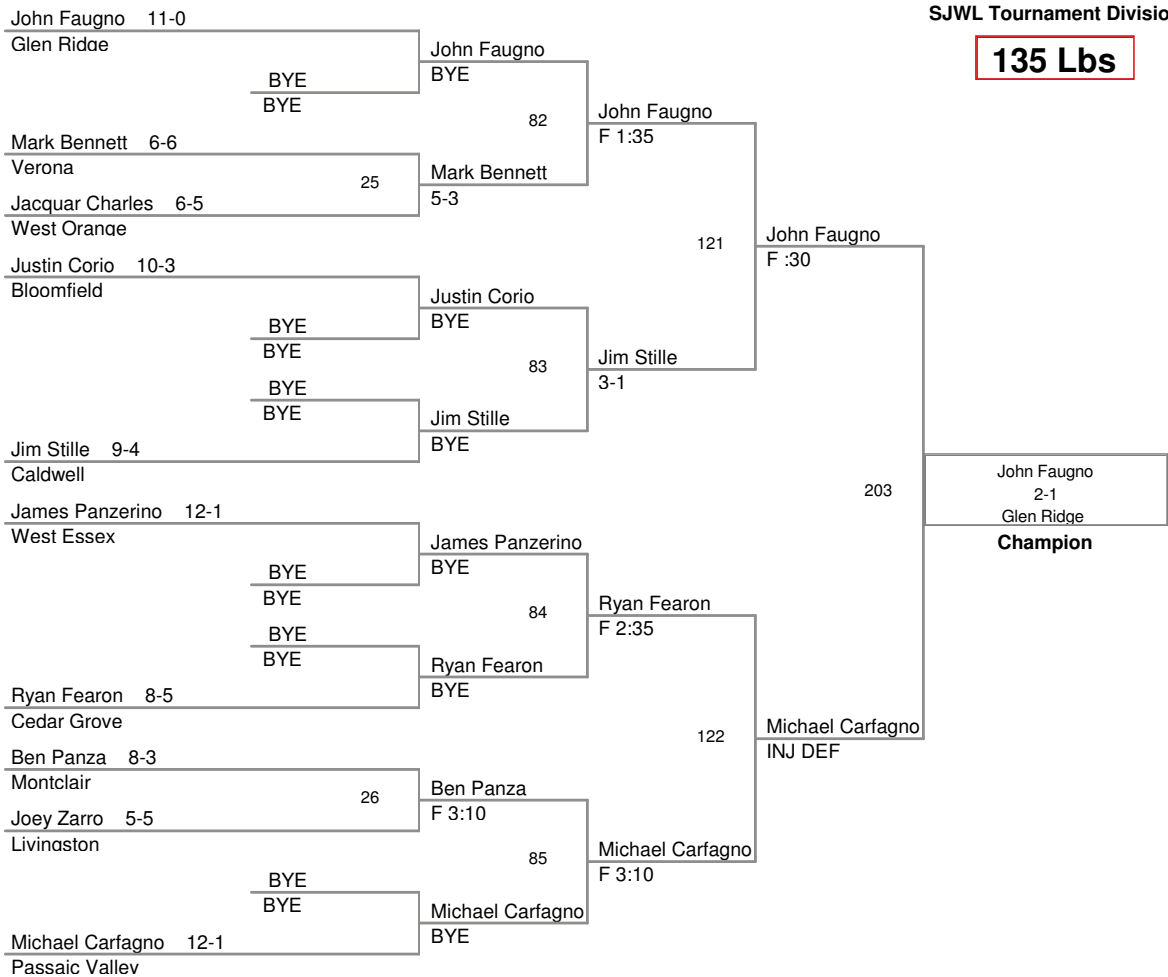 SJWL Tournament Divisio
135 Lbs
John Faugno 11-0
Glen Ridge
BYE
BYE
Mark Bennett 6-6
Verona
25
Jacquar Charles 6-5
West Orange
Justin Corio 10-3
Bloomfield
BYE
BYE
BYE
BYE
Jim Stille 9-4
Caldwell
James Panzerino 12-1
West Essex
BYE
BYE
BYE
BYE
Ryan Fearon 8-5
Cedar Grove
Ben Panza 8-3
Montclair
26
Joey Zarro 5-5
Livingston
BYE
BYE
Michael Carfagno 12-1
Passaic Valley
John Faugno
BYE
82
Mark Bennett
5-3
Justin Corio
BYE
83
Jim Stille
BYE
James Panzerino
BYE
84
Ryan Fearon
BYE
Ben Panza
F 3:10
85
Michael Carfagno
BYE
John Faugno
F 1:35
121
Jim Stille
3-1
Ryan Fearon
F 2:35
122
Michael Carfagno
F 3:10
John Faugno
F :30
203
Michael Carfagno
INJ DEF
John Faugno
2-1
Glen Ridge
Champion